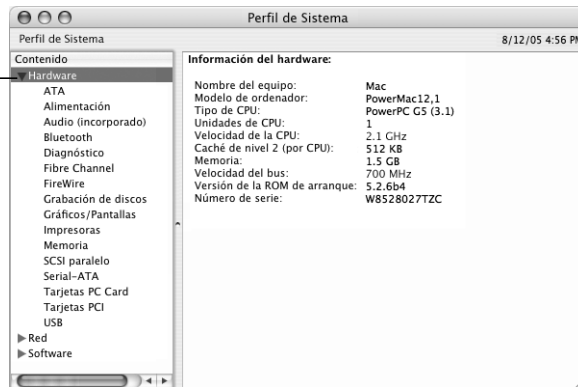 Perfil de Sistema
Perfil de Sistema
8/12/05 4:56 PM
Contenido
Hardware
ATA
Alimentación
Audio (incorporado)
Bluetooth
Diagnóstico
Fibre Channel
FireWire
Grabación de discos
Gráficos/Pantallas
Impresoras
Memoria
SCSI paralelo
Serial-ATA
Tarjetas PC Card
Tarjetas PCI
USB
Red
Software
Información del hardware:
Nombre del equipo: Mac
Modelo de ordenador: PowerMac12,1
Tipo de CPU: PowerPC G5 (3.1)
Unidades de CPU: 1
Velocidad de la CPU: 2.1 GHz
Caché de nivel 2 (por CPU): 512 KB
Memoria: 1.5 GB
Velocidad del bus: 700 MHz
Versión de la ROM de arranque: 5.2.6b4
Número de serie: W8528027TZC